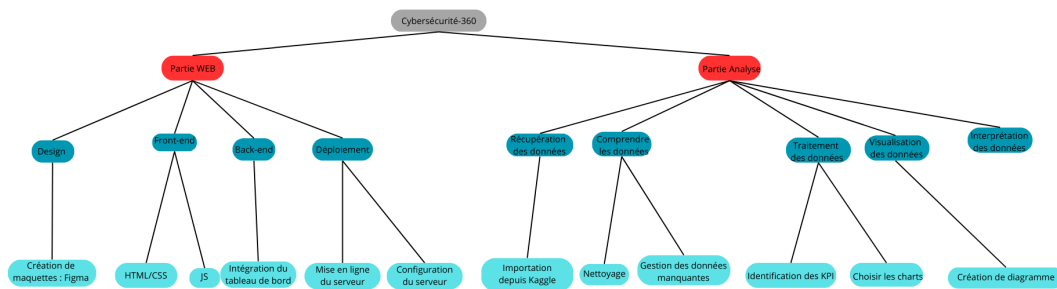 Cybersécurité-360
Partie WEB
Partie Analyse
Design
Front-end
Back-end
Déploiement
Récupération
des données
Comprendre
les données
Traitement
des données
Visualisation
des données
Interprétation
des données
Création de
maquettes : Figma
HTML/CSS
JS
Intégration du
tableau de bord
Mise en ligne
du serveur
Configuration
du serveur
Importation
depuis Kaggle
Nettoyage
Gestion des données
manquantes
Identification des KPI
Choisir les charts
Création de diagramme